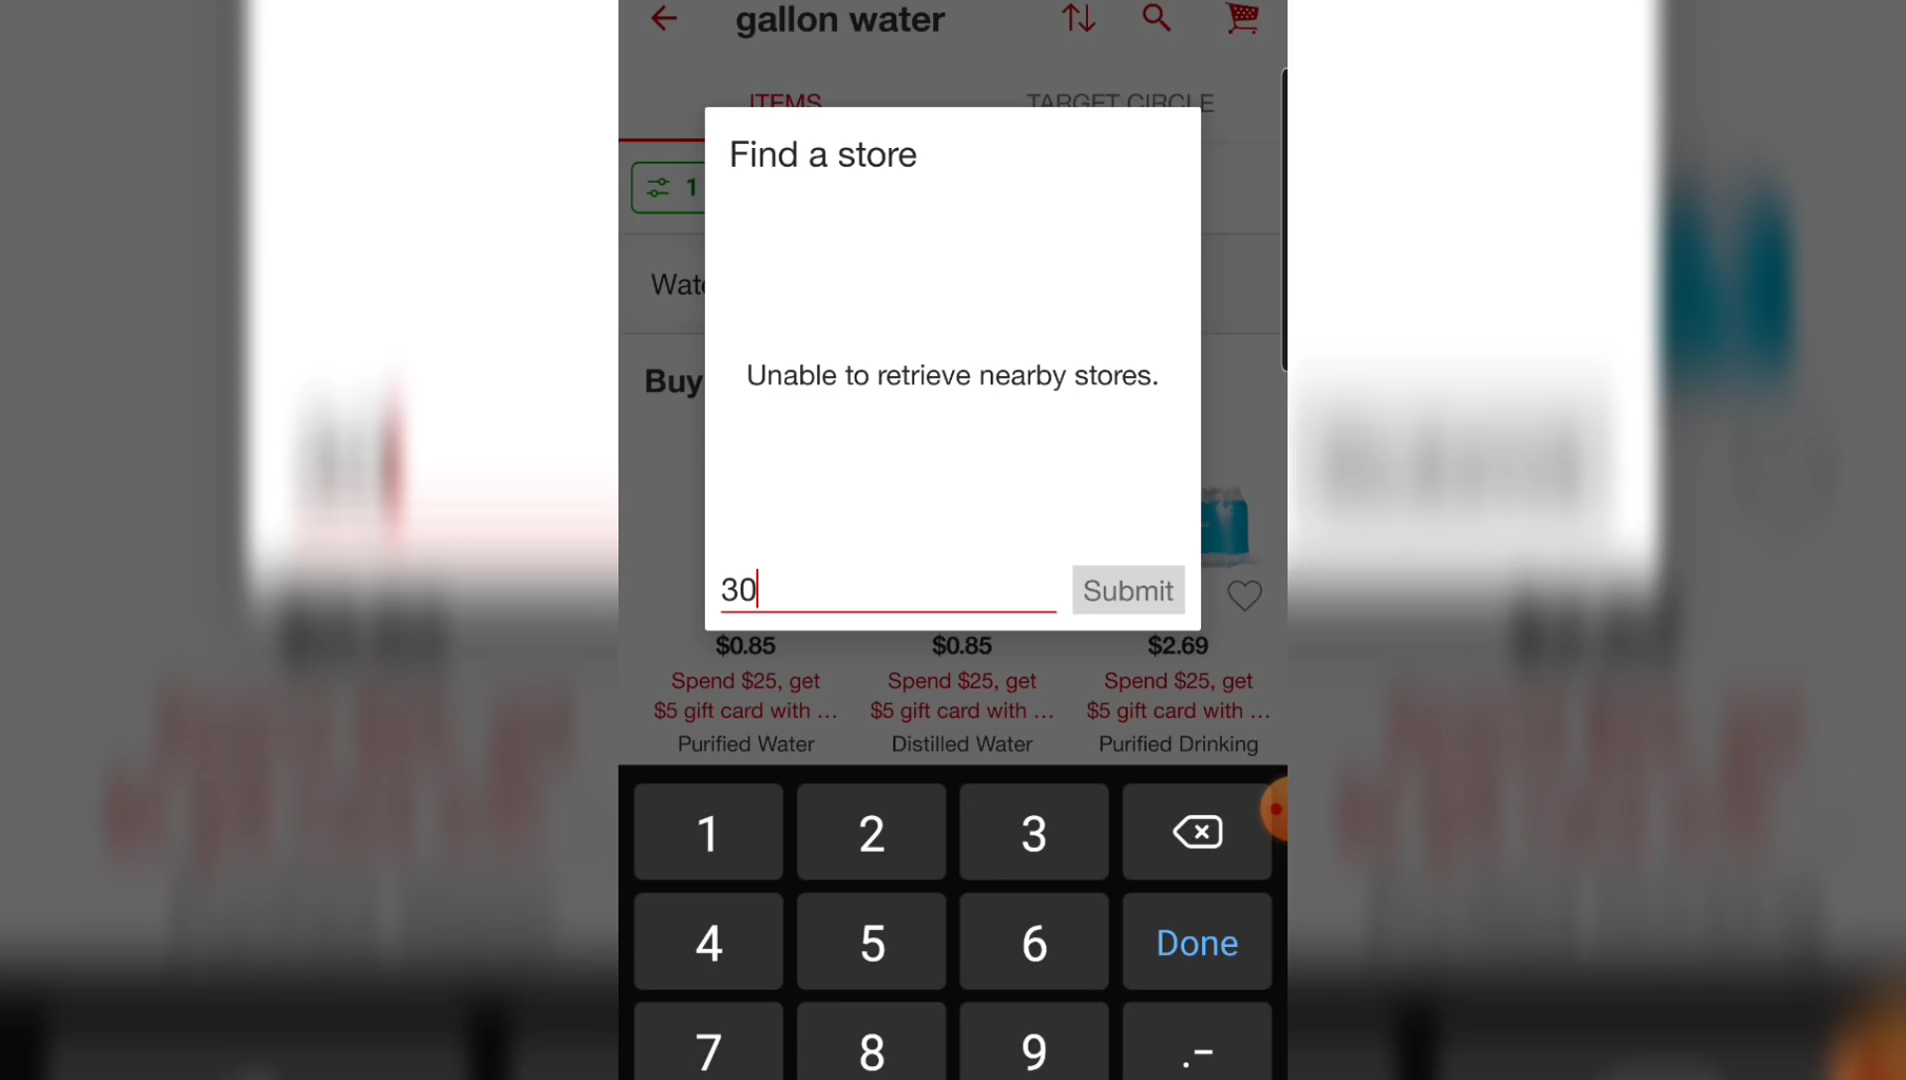 gallon water
ITEMS
TARGET CIRCLE
Find a store
1
Wate
Unable to retrieve nearby stores.
Buy
30
Submit
$0.85
$0.85
$2.69
Spend $25, get
$5 gift card with ...
Spend $25, get
$5 gift card with ...
Spend $25, get
$5 gift card with ...
Purified Water
Distilled Water
Purified Drinking
1
2
3
4
5
6
Done
7
8
9
.-